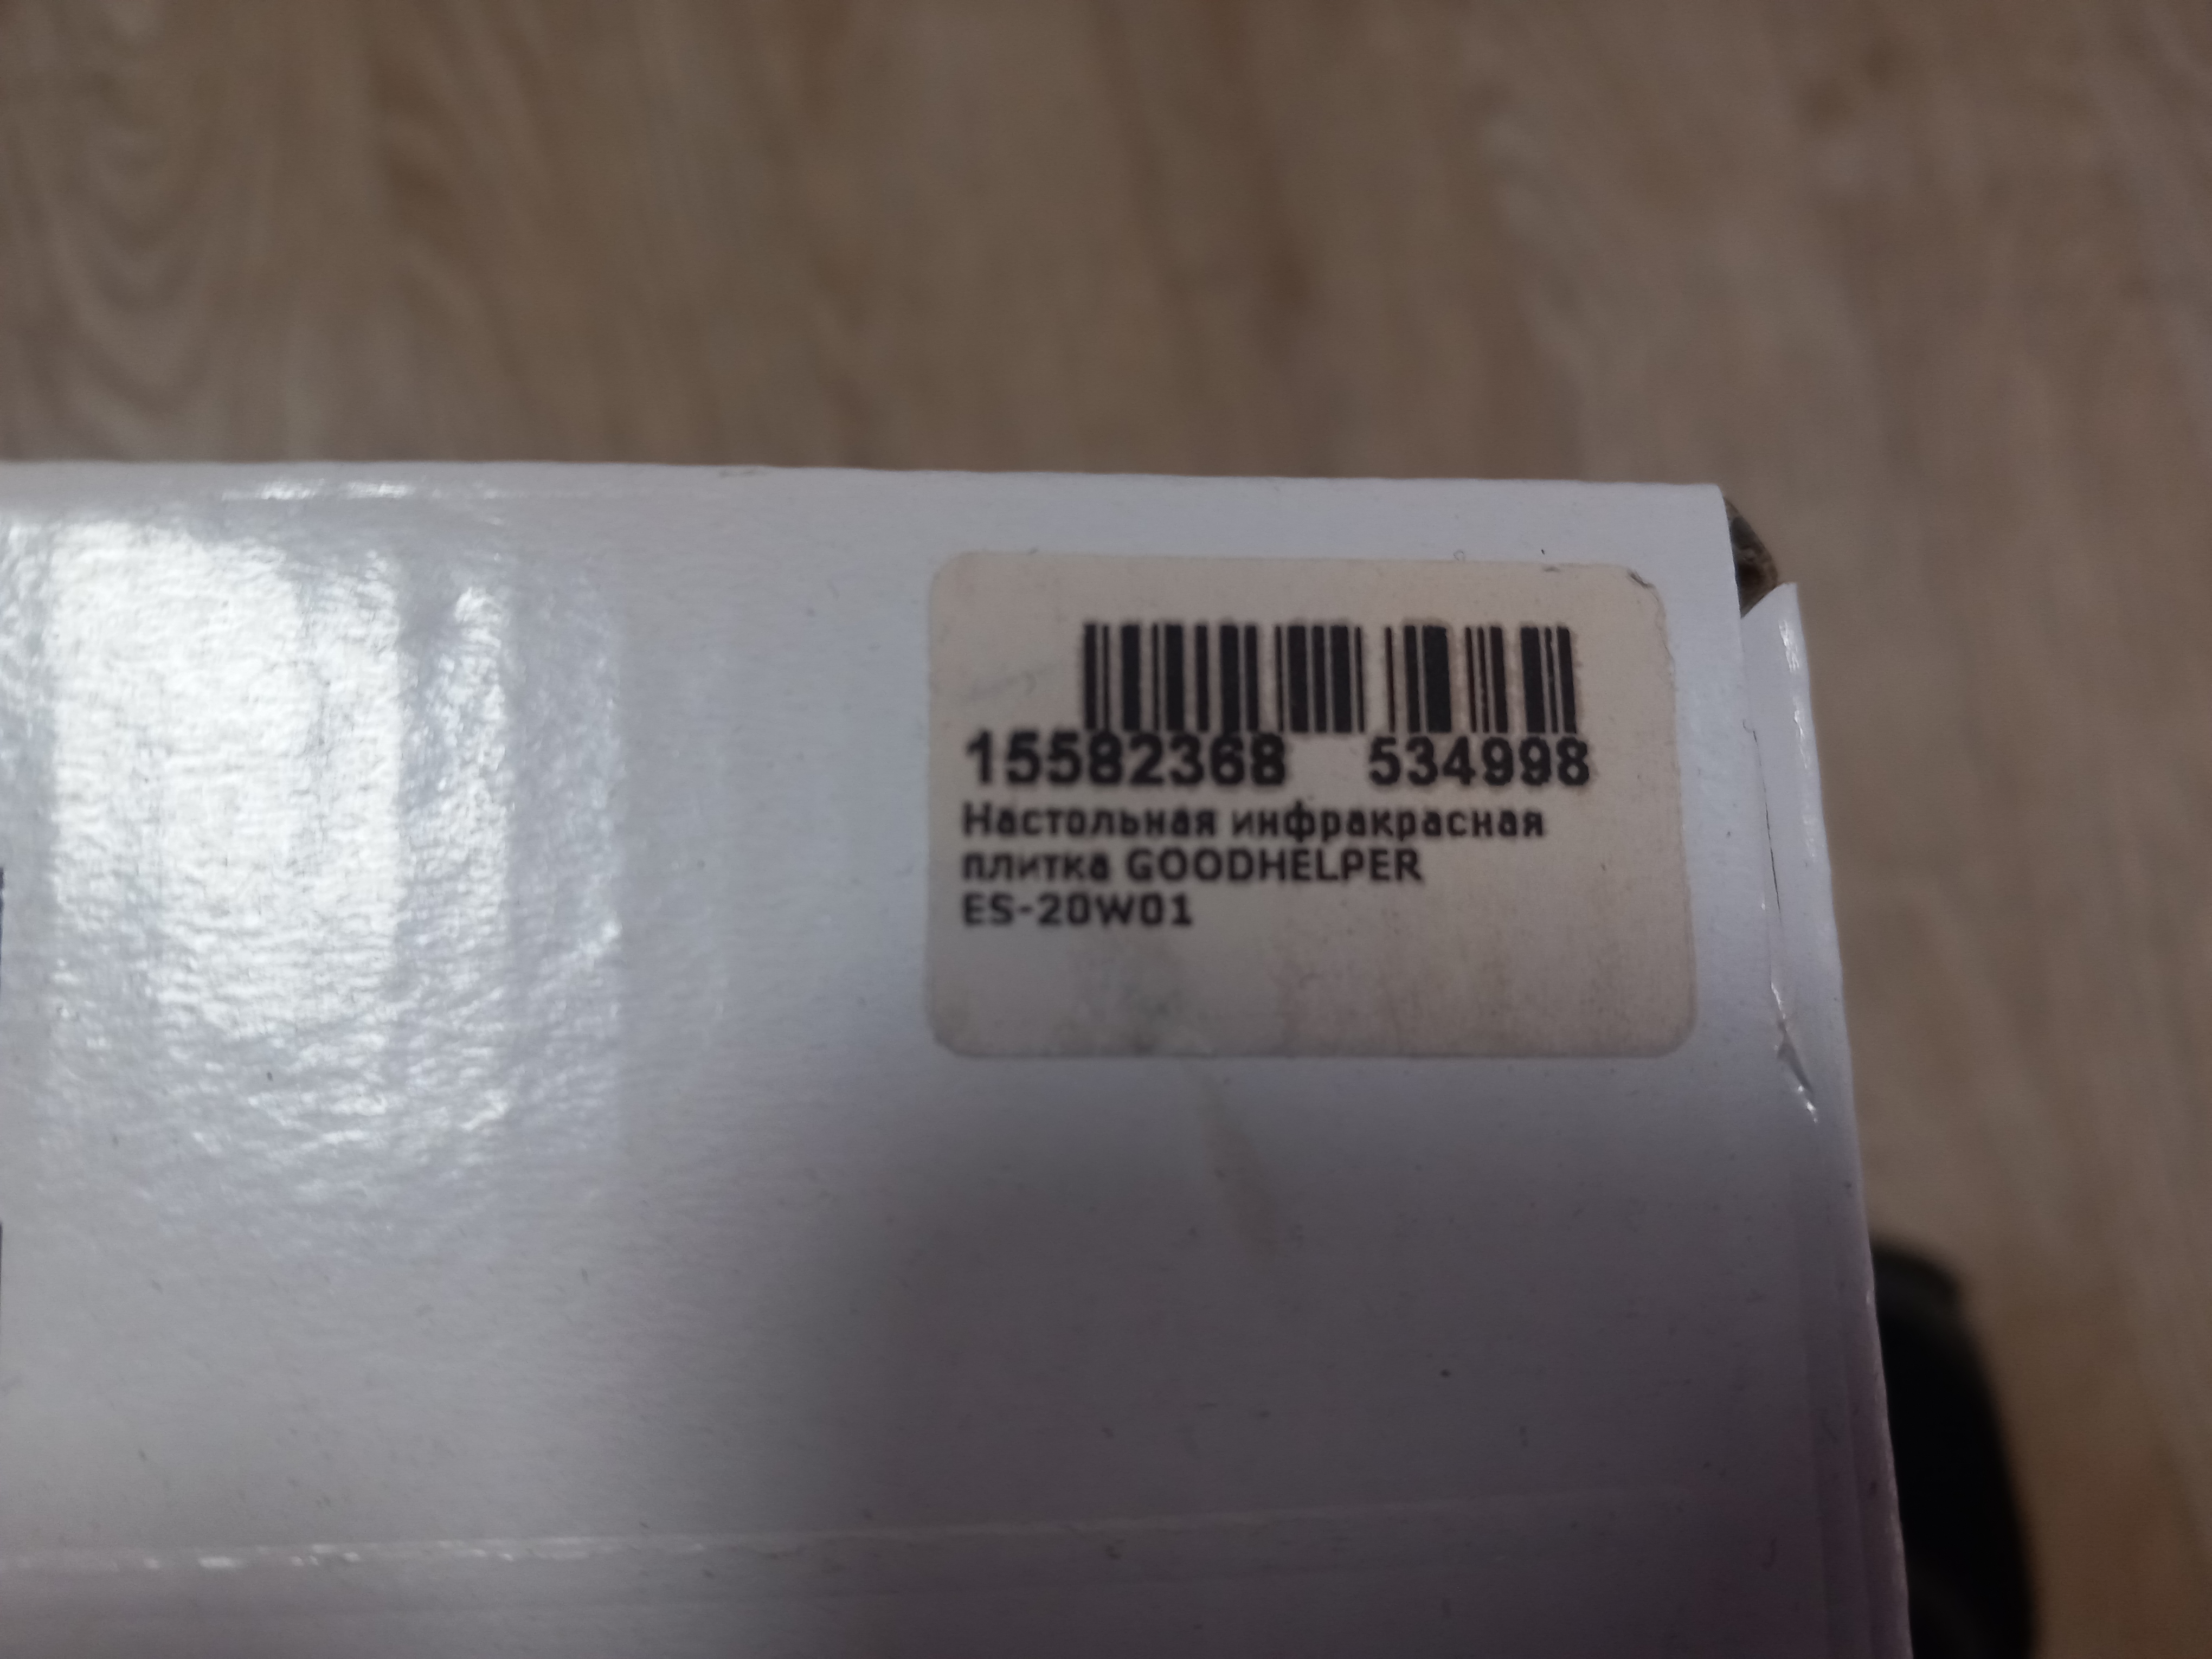 15582368 534998
Настольная инфракрасная
плитка GOODHELPER
ES-20W01